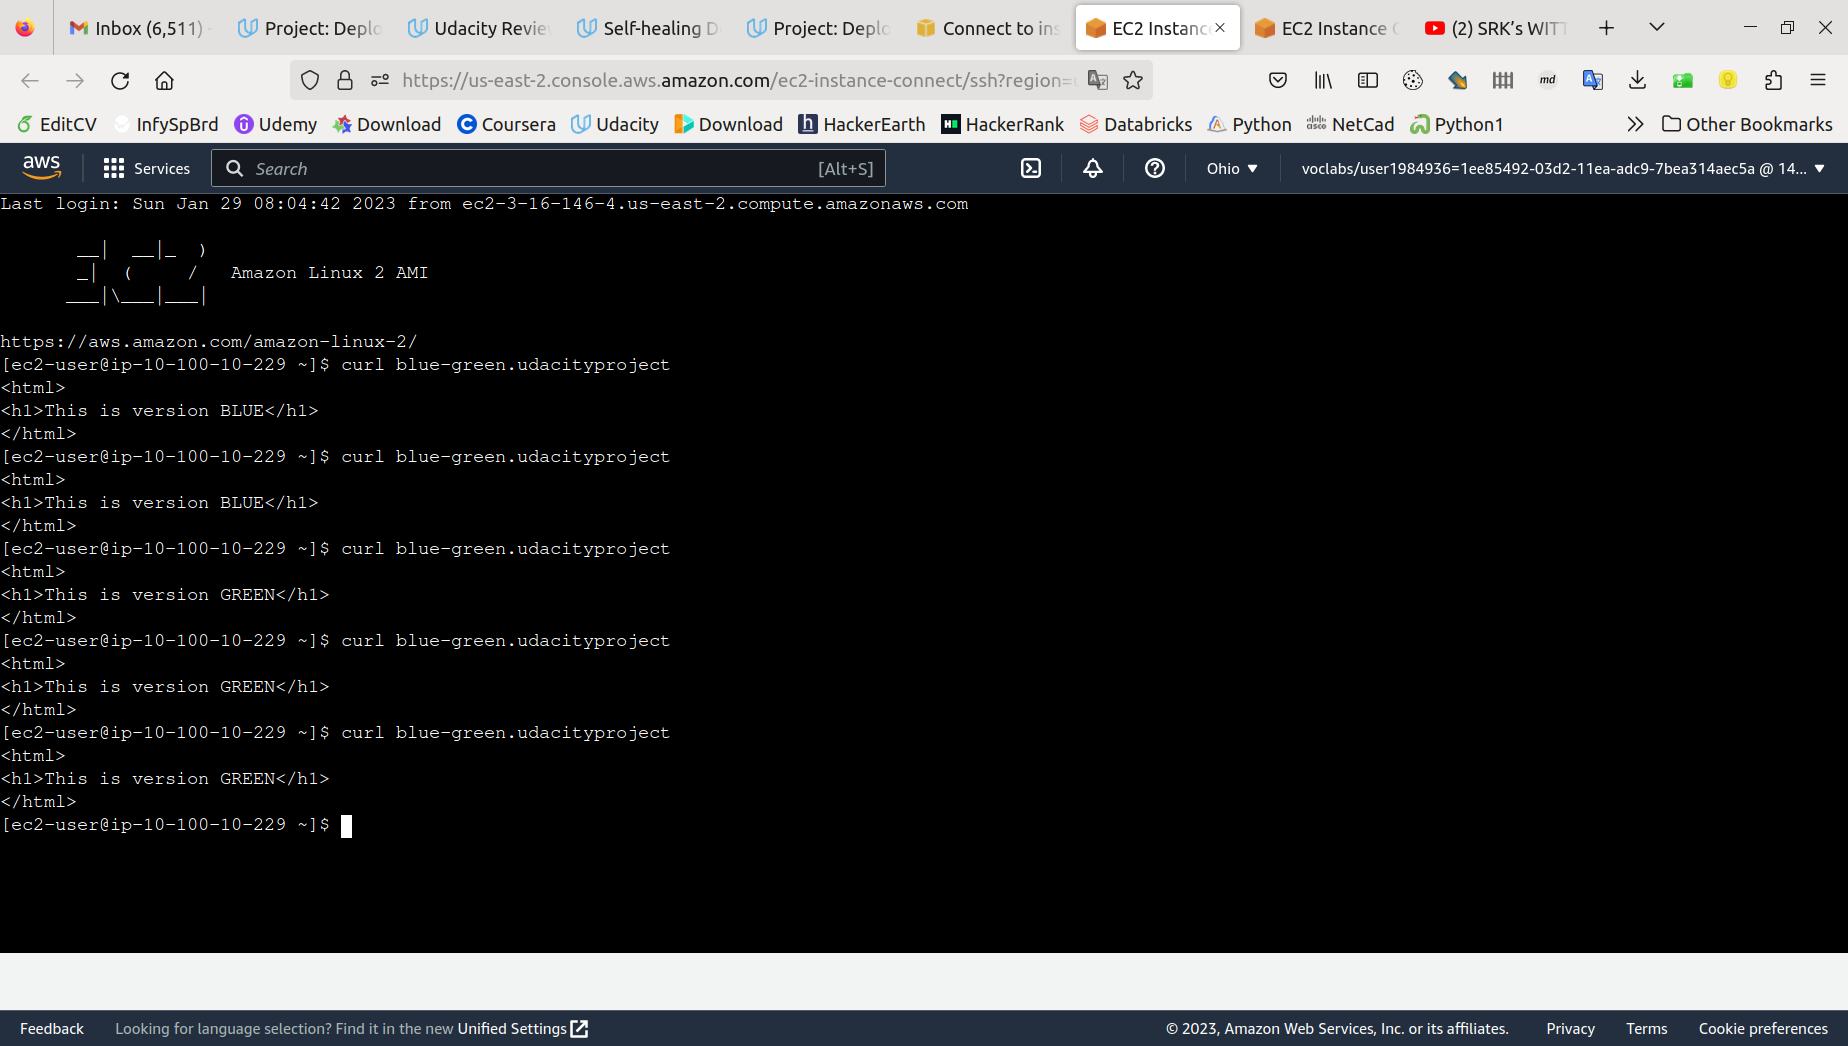 Inbox (6,511) -
Project: Deplo
Udacity Revie
Self-healing D
Project: Deplo
Connect to ins
EC2 Instanc
EC2 Instance C
(2) SRK’s WITT
https://us-east-2.console.aws.amazon.com/ec2-instance-connect/ssh?region=
md
EditCV
InfySpBrd
Udemy
Download
Coursera
Udacity
Download
HackerEarth
HackerRank
Databricks
Python
NetCad
Python1
Other Bookmarks
aws
Services
Search
[Alt+S]
Ohio
voclabs/user1984936=1ee85492-03d2-11ea-adc9-7bea314aec5a @ 14...
Last login: Sun Jan 29 08:04:42 2023 from ec2-3-16-146-4.us-east-2.compute.amazonaws.com
       __|  __|_  )
       _|  (     /   Amazon Linux 2 AMI
      ___|\___|___|
https://aws.amazon.com/amazon-linux-2/
[ec2-user@ip-10-100-10-229 ~]$ curl blue-green.udacityproject
<html>
<h1>This is version BLUE</h1>
</html>
[ec2-user@ip-10-100-10-229 ~]$ curl blue-green.udacityproject
<html>
<h1>This is version BLUE</h1>
</html>
[ec2-user@ip-10-100-10-229 ~]$ curl blue-green.udacityproject
<html>
<h1>This is version GREEN</h1>
</html>
[ec2-user@ip-10-100-10-229 ~]$ curl blue-green.udacityproject
<html>
<h1>This is version GREEN</h1>
</html>
[ec2-user@ip-10-100-10-229 ~]$ curl blue-green.udacityproject
<html>
<h1>This is version GREEN</h1>
</html>
[ec2-user@ip-10-100-10-229 ~]$
Feedback
Looking for language selection? Find it in the new Unified Settings
© 2023, Amazon Web Services, Inc. or its affiliates.
Privacy
Terms
Cookie preferences